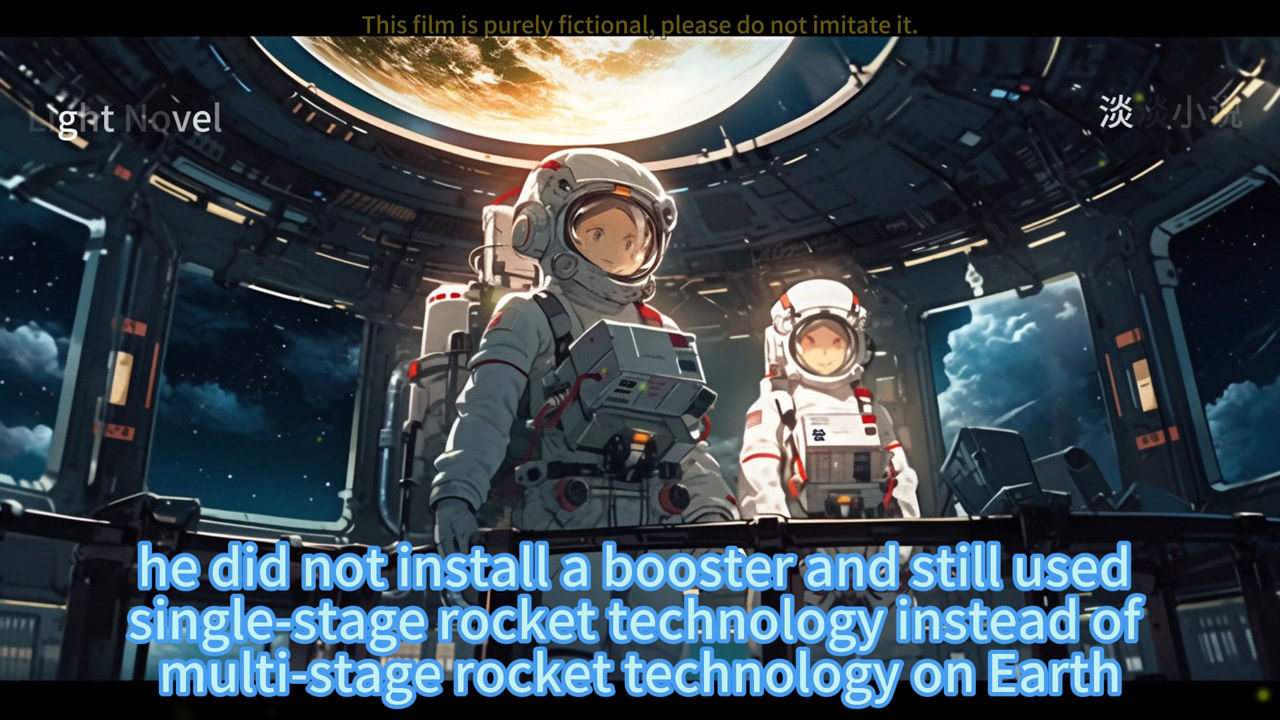 This film is purely fictional, please do not imitate it.
Light Novel
淡淡小说
he did not install a booster and still used
single-stage rocket technology instead of
multi-stage rocket technology on Earth